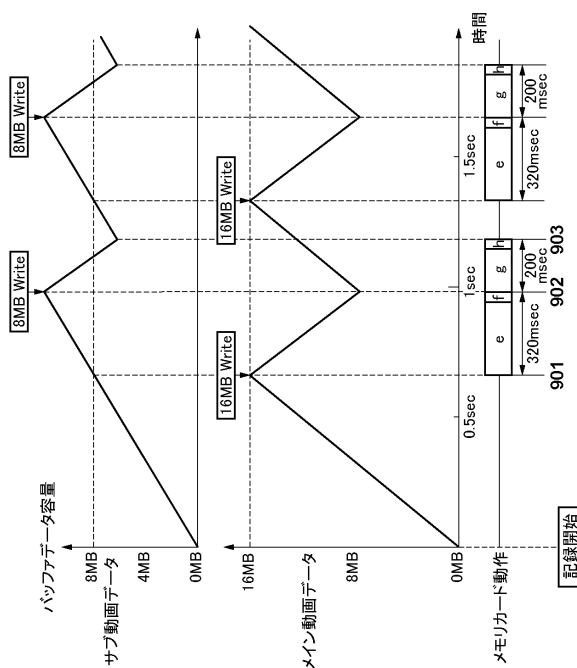 バッファデータ容量
8MB Write
8MB Write
8MB
サブ動画データ
4MB
0MB
16MB Write
16MB Write
16MB
メイン動画データ
8MB
0MB
0.5sec
1sec
1.5sec
時間
メモリカード動作
e
f
g
h
e
f
g
h
320msec
200
msec
320msec
200
msec
901
902
903
記録開始